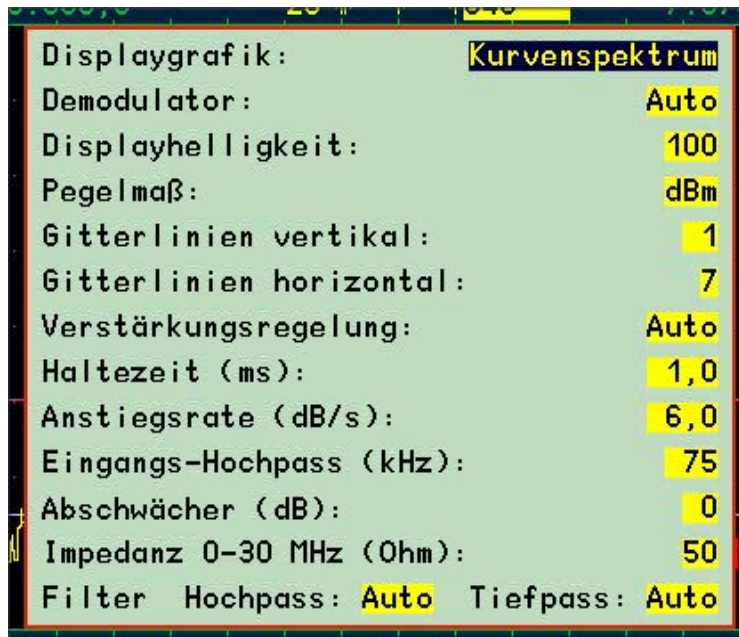 Displaygrafik: Kurvenspektrum
Demodulator: Auto
Displayhelligkeit: 100
Pegelmaß: dBm
Gitterlinien vertikal: 1
Gitterlinien horizontal: 7
Verstärkungsregelung: Auto
Haltezeit (ms): 1,0
Anstiegsrate (dB/s): 6,0
Eingangs-Hochpass (kHz): 75
Abschwächer (dB): 0
Impedanz 0-30 MHz (Ohm): 50
Filter Hochpass: Auto Tiefpass: Auto